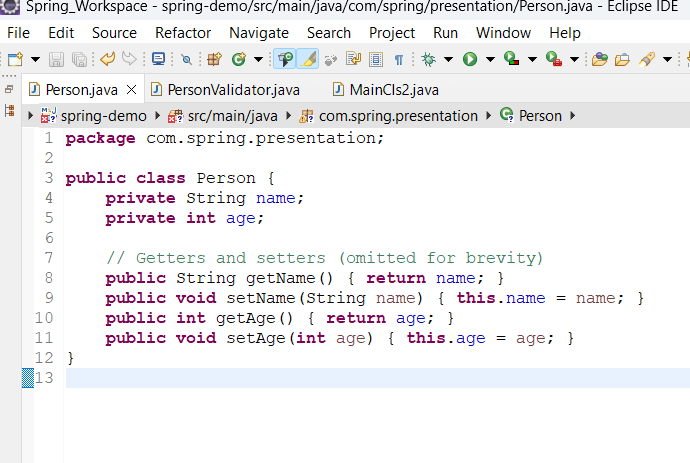 Spring_Workspace - spring-demo/src/main/java/com/spring/presentation/Person.java - Eclipse IDE
File Edit Source Refactor Navigate Search Project Run Window Help
Person.java PersonValidator.java MainCls2.java
spring-demo src/main/java com.spring.presentation Person
1 package com.spring.presentation;
2
3 public class Person {
4     private String name;
5     private int age;
6
7     // Getters and setters (omitted for brevity)
8     public String getName() { return name; }
9     public void setName(String name) { this.name = name; }
10     public int getAge() { return age; }
11     public void setAge(int age) { this.age = age; }
12 }
13